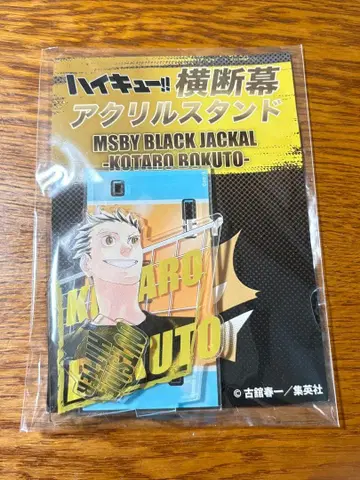 ハイキュー!! 横断幕
アクリルスタンド
MSBY BLACK JACKAL
-KOTARO BOKUTO-
KOTARO
BOKUTO
© 古舘春一／集英社